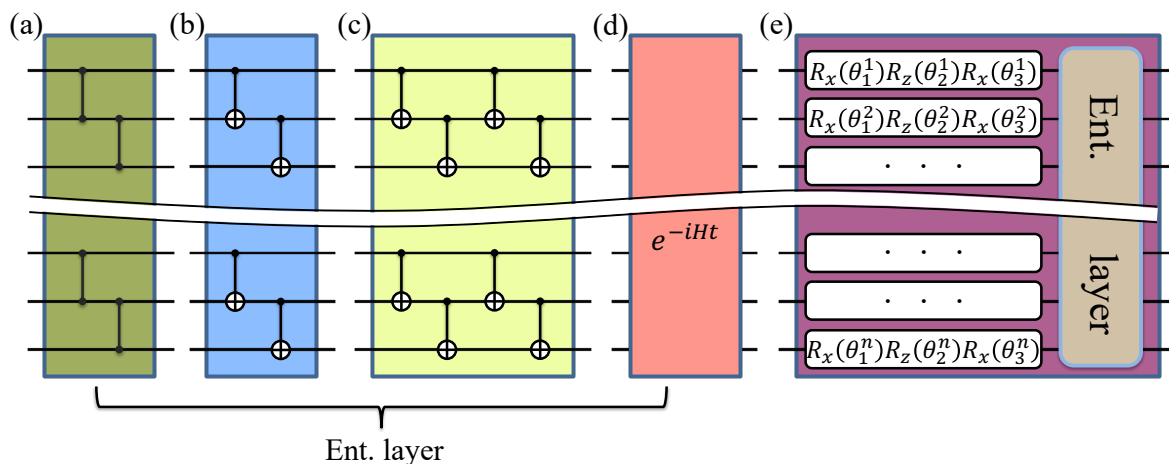 (a)
(b)
(c)
(d)
(e)
R_x(θ_1^1)R_z(θ_2^1)R_x(θ_3^1)
R_x(θ_1^2)R_z(θ_2^2)R_x(θ_3^2)
. . .
Ent. layer
e^{-iHt}
. . .
. . .
R_x(θ_1^n)R_z(θ_2^n)R_x(θ_3^n)
Ent. layer